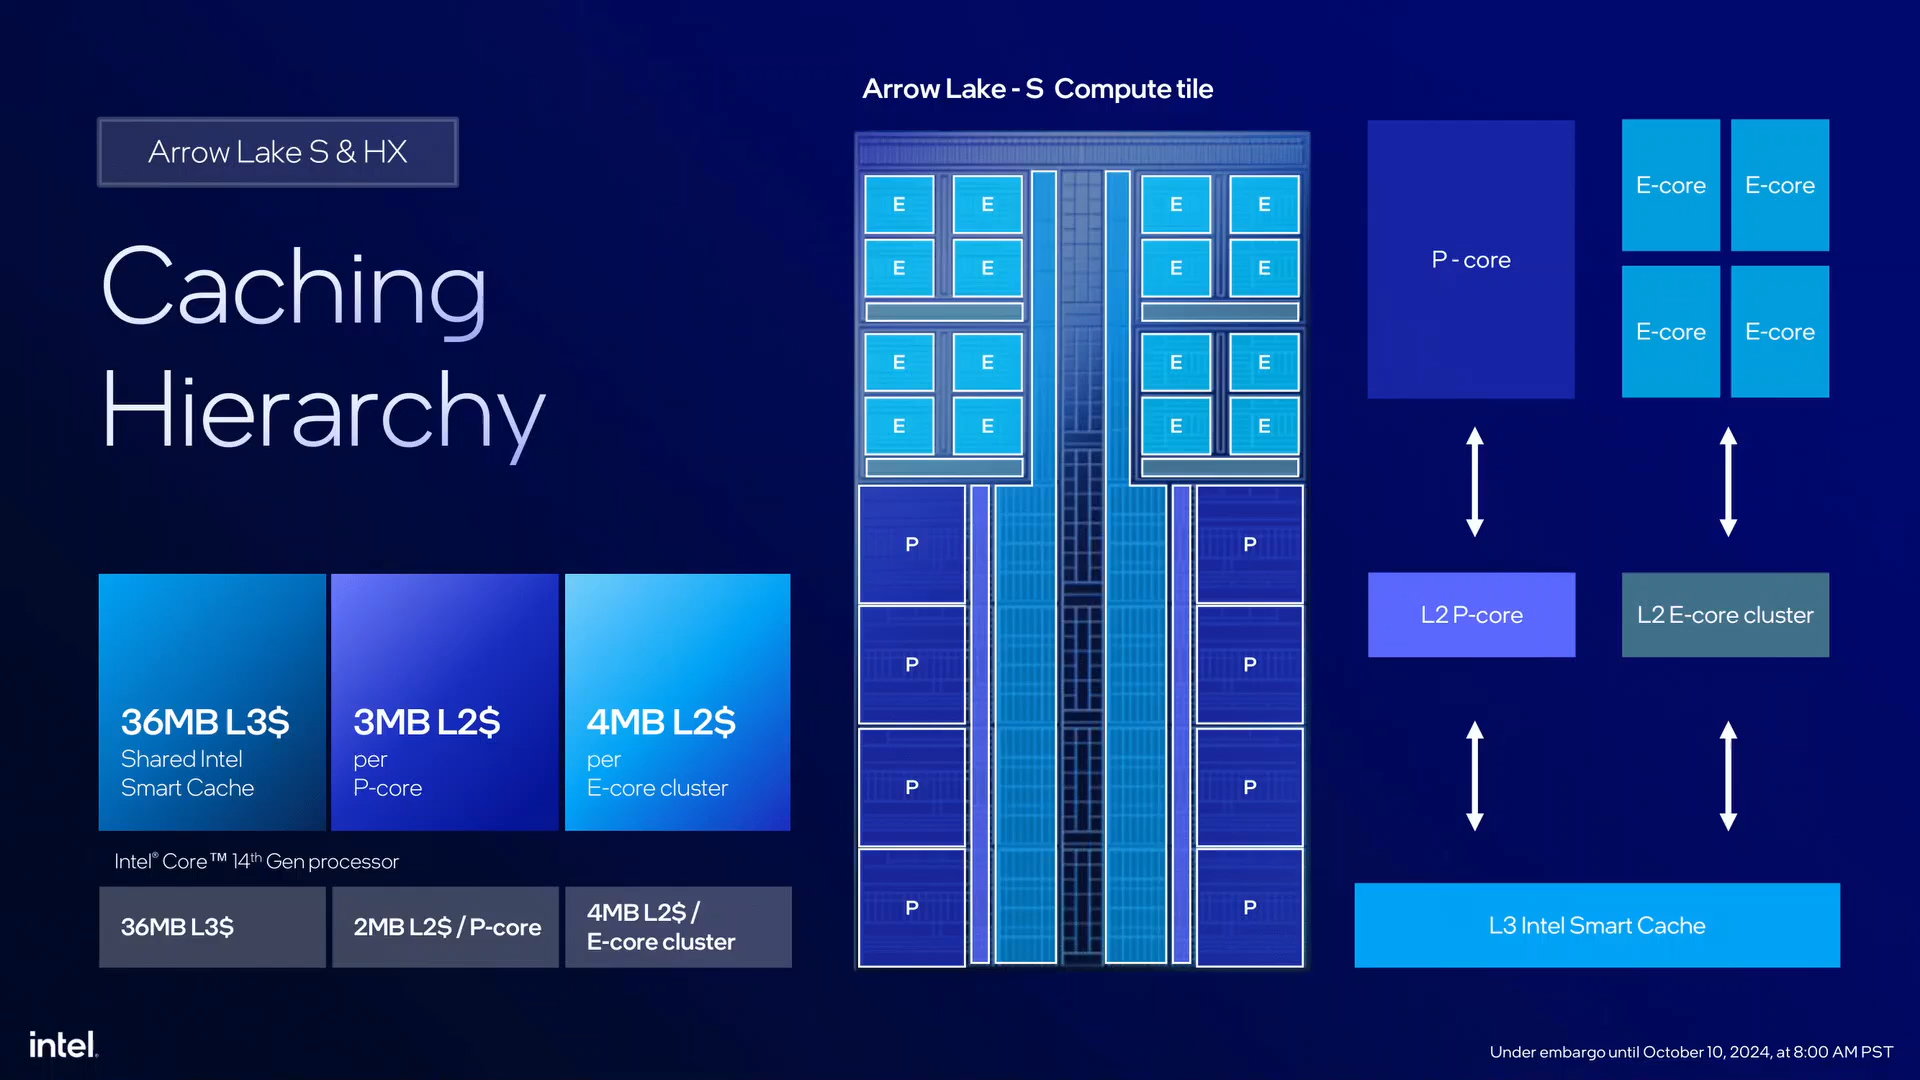 Arrow Lake S & HX
Caching
Hierarchy
36MB L3$
Shared Intel
Smart Cache
3MB L2$
per
P-core
4MB L2$
per
E-core cluster
Intel® Core™ 14th Gen processor
36MB L3$
2MB L2$ / P-core
4MB L2$ /
E-core cluster
Arrow Lake - S Compute tile
E E E E
E E E E
E E E E
E E E E
P P
P P
P P
P P
P - core
E-core E-core
E-core E-core
L2 P-core
L2 E-core cluster
L3 Intel Smart Cache
intel.
Under embargo until October 10, 2024, at 8:00 AM PST